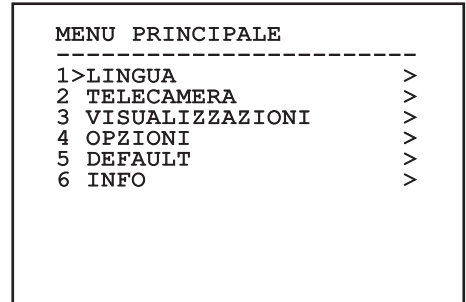 MENU PRINCIPALE
-------------------------
1>LINGUA >
2 TELECAMERA >
3 VISUALIZZAZIONI >
4 OPZIONI >
5 DEFAULT >
6 INFO >